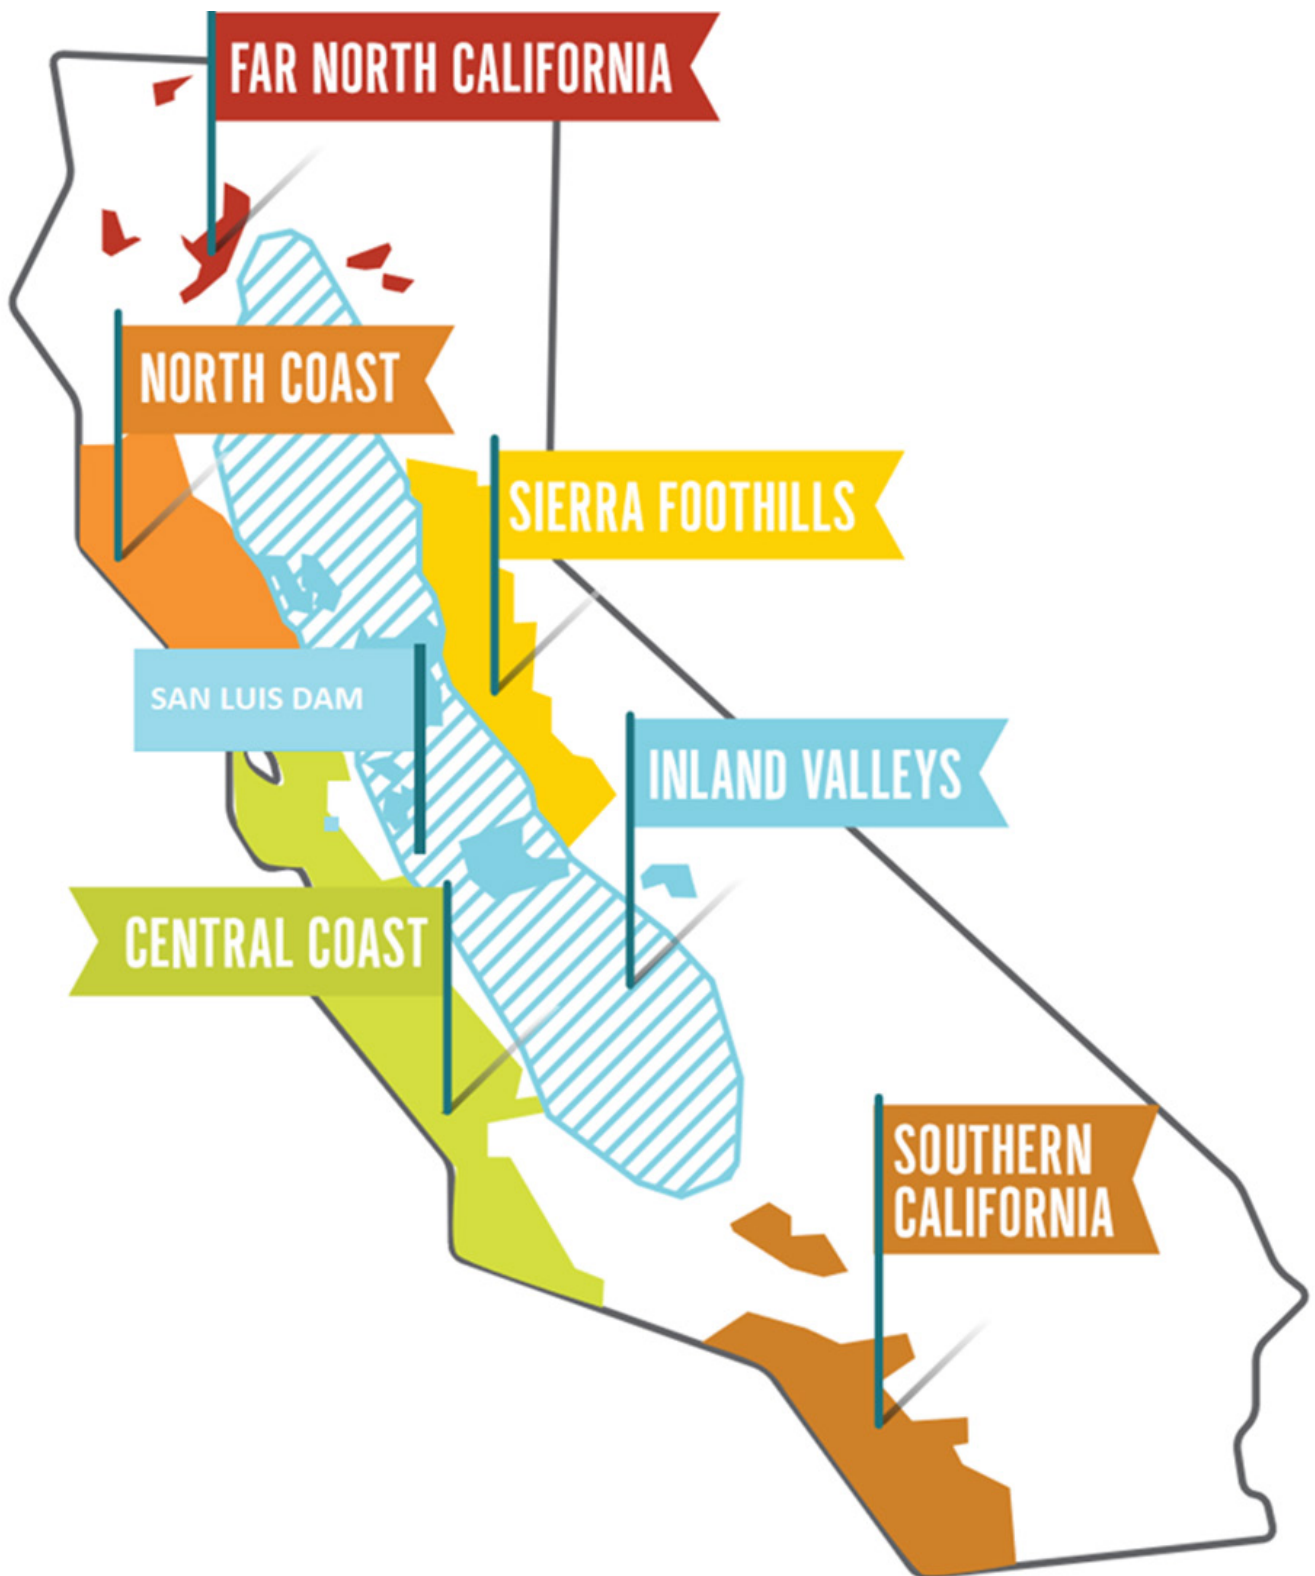 FAR NORTH CALIFORNIA
NORTH COAST
SIERRA FOOTHILLS
SAN LUIS DAM
INLAND VALLEYS
CENTRAL COAST
SOUTHERN
CALIFORNIA